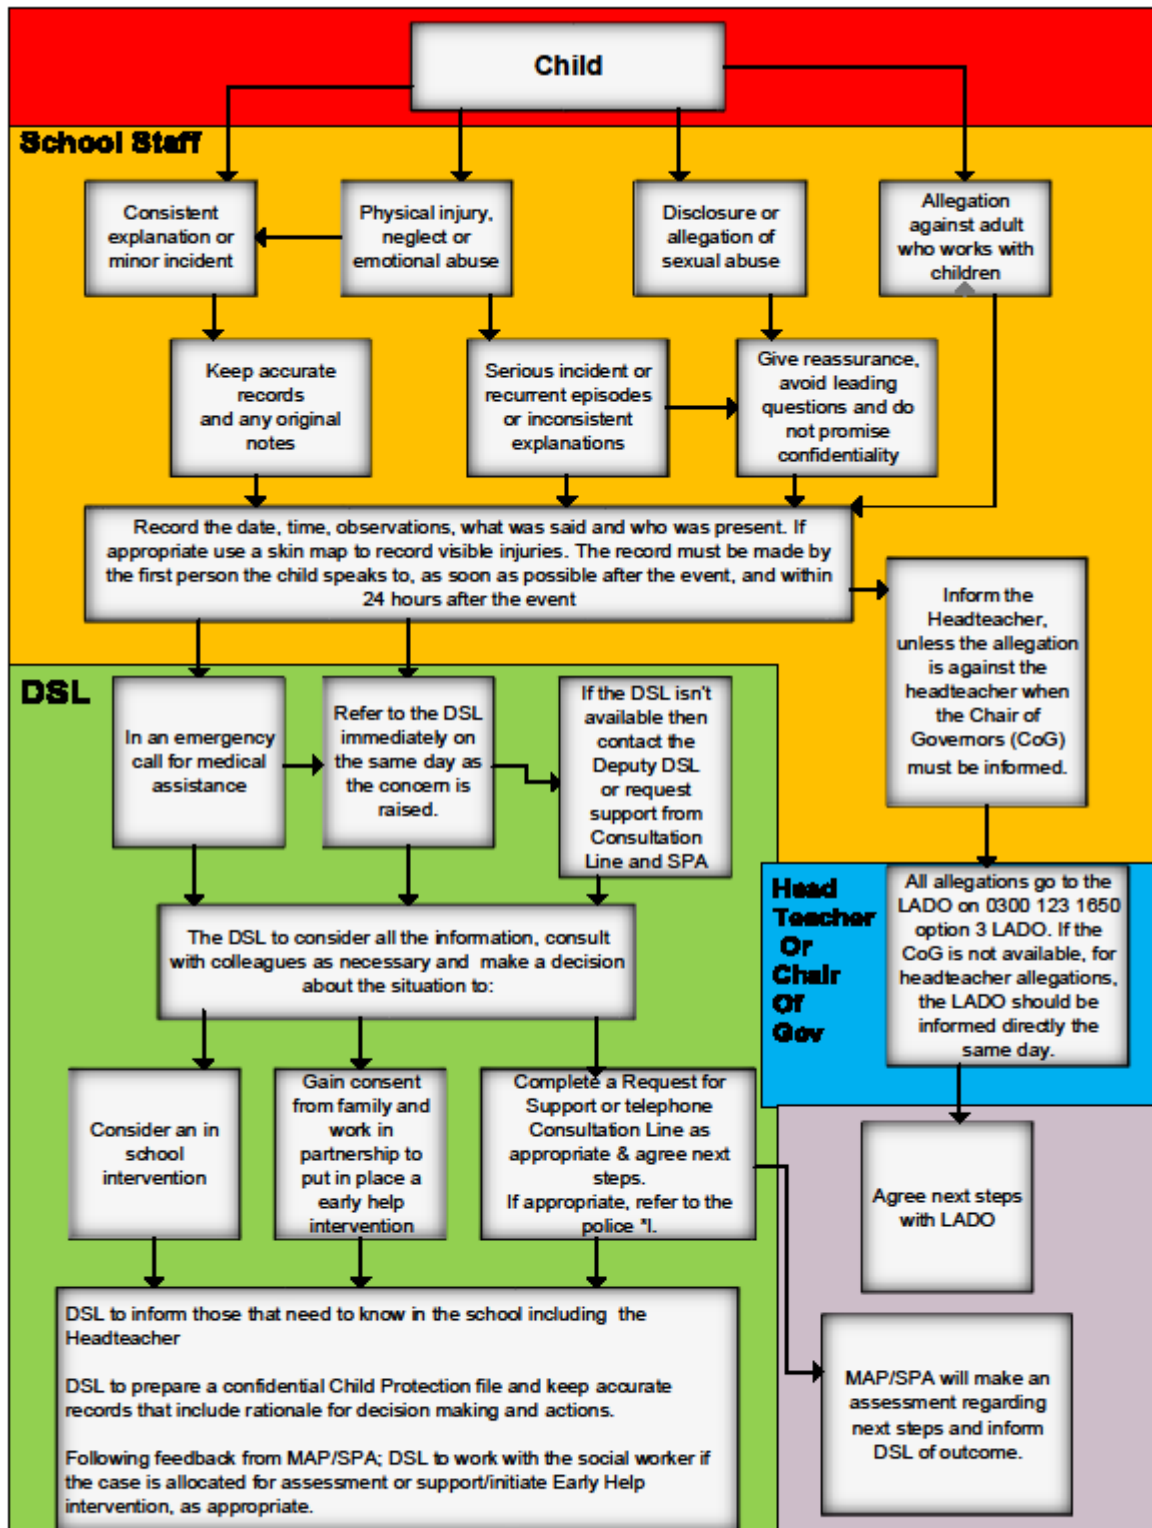 Child
School Staff
Consistent
explanation or
minor incident
Physical injury,
neglect or
emotional abuse
Disclosure or
allegation of
sexual abuse
Allegation
against adult
who works with
children
Keep accurate
records
and any original
notes
Serious incident or
recurrent episodes
or inconsistent
explanations
Give reassurance,
avoid leading
questions and do
not promise
confidentiality
Record the date, time, observations, what was said and who was present. If
appropriate use a skin map to record visible injuries. The record must be made by
the first person the child speaks to, as soon as possible after the event, and within
24 hours after the event
Inform the
Headteacher,
unless the allegation
is against the
headteacher when
the Chair of
Governors (CoG)
must be informed.
DSL
In an emergency
call for medical
assistance
Refer to the DSL
immediately on
the same day as
the concern is
raised.
If the DSL isn't
available then
contact the
Deputy DSL
or request
support from
Consultation
Line and SPA
Head
Teacher
Or
Chair
Of
Gov
All allegations go to the
LADO on 0300 123 1650
option 3 LADO. If the
CoG is not available, for
headteacher allegations,
the LADO should be
informed directly the
same day.
The DSL to consider all the information, consult
with colleagues as necessary and make a decision
about the situation to:
Consider an in
school
intervention
Gain consent
from family and
work in
partnership to
put in place a
early help
intervention
Complete a Request for
Support or telephone
Consultation Line as
appropriate & agree next
steps.
If appropriate, refer to the
police *I.
Agree next steps
with LADO
DSL to inform those that need to know in the school including the
Headteacher
DSL to prepare a confidential Child Protection file and keep accurate
records that include rationale for decision making and actions.
Following feedback from MAP/SPA; DSL to work with the social worker if
the case is allocated for assessment or support/initiate Early Help
intervention, as appropriate.
MAP/SPA will make an
assessment regarding
next steps and inform
DSL of outcome.